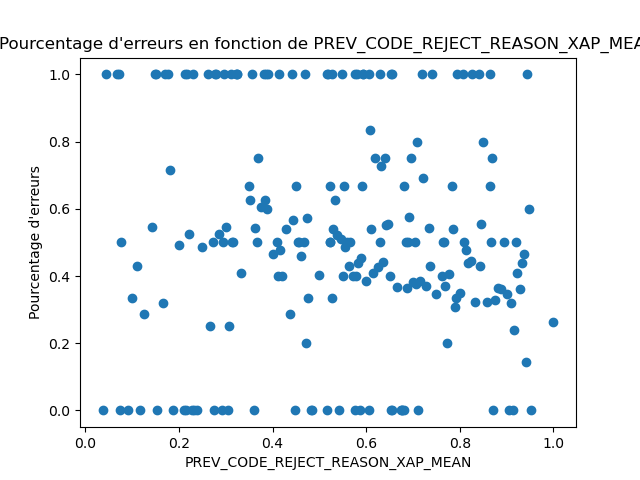 Pourcentage d'erreurs en fonction de PREV_CODE_REJECT_REASON_XAP_MEA
1.0
0.8
0.6
0.4
0.2
0.0
Pourcentage d'erreurs
0.0 0.2 0.4 0.6 0.8 1.0
PREV_CODE_REJECT_REASON_XAP_MEAN